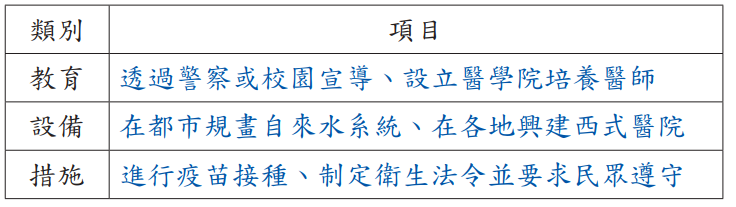 類別 項目
教育 透過警察或校園宣導、設立醫學院培養醫師
設備 在都市規畫自來水系統、在各地興建西式醫院
措施 進行疫苗接種、制定衛生法令並要求民眾遵守